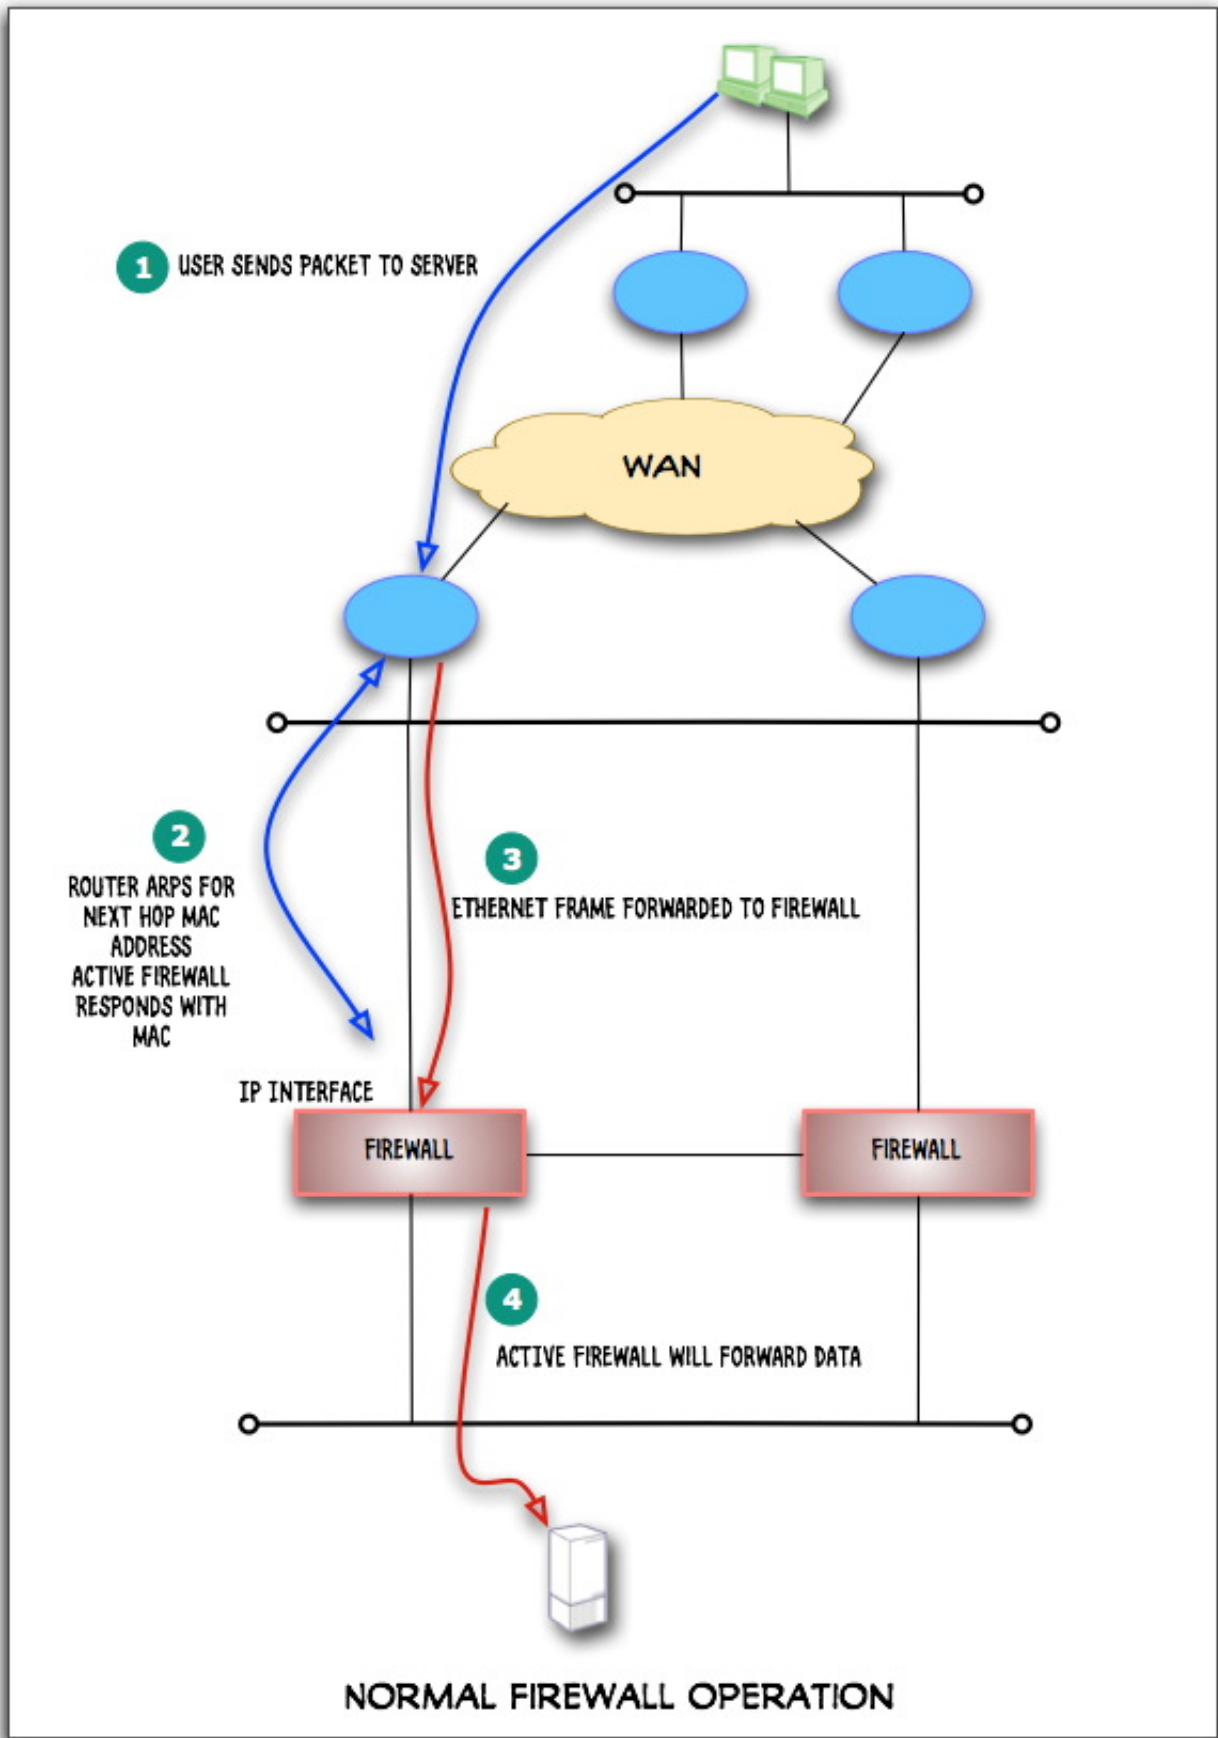 1 USER SENDS PACKET TO SERVER
WAN
2
ROUTER ARPS FOR
NEXT HOP MAC
ADDRESS
ACTIVE FIREWALL
RESPONDS WITH
MAC
3
ETHERNET FRAME FORWARDED TO FIREWALL
IP INTERFACE
FIREWALL
FIREWALL
4
ACTIVE FIREWALL WILL FORWARD DATA
NORMAL FIREWALL OPERATION